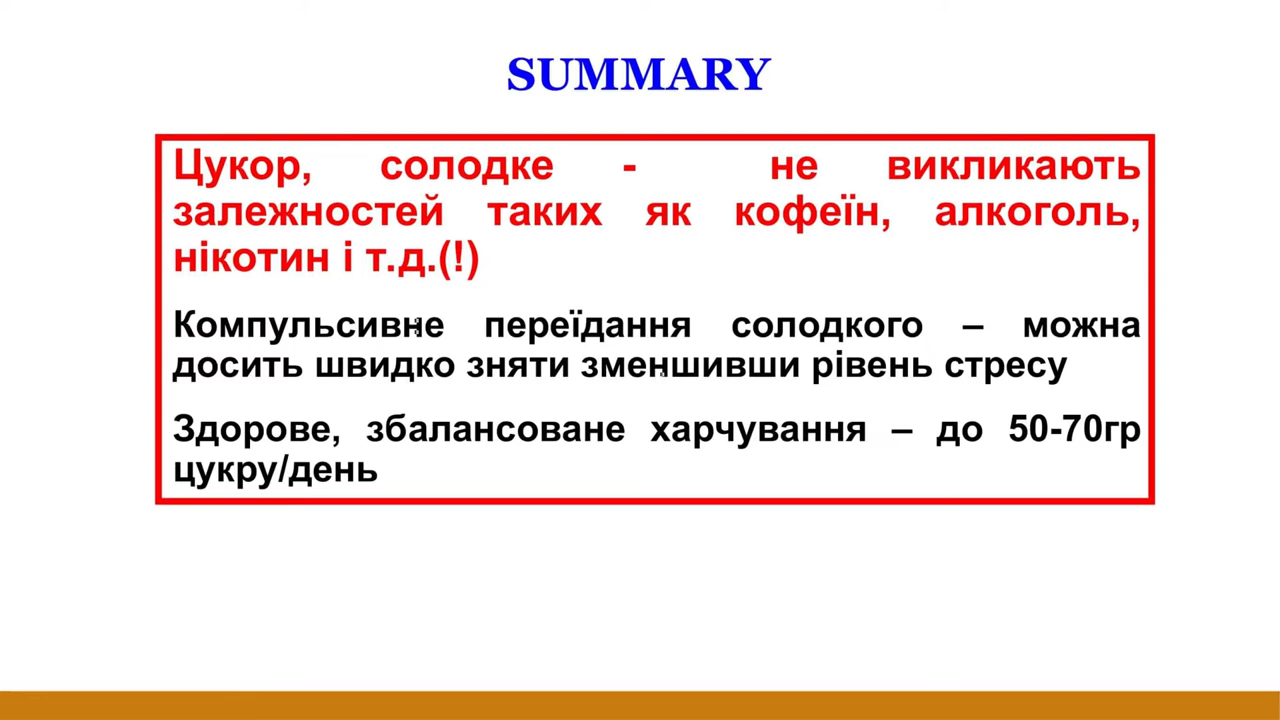 SUMMARY
Цукор, солодке - не викликають
залежностей таких як кофеїн, алкоголь,
нікотин і т.д.(!)
Компульсивне переїдання солодкого – можна
досить швидко зняти зменшивши рівень стресу
Здорове, збалансоване харчування – до 50-70гр
цукру/день